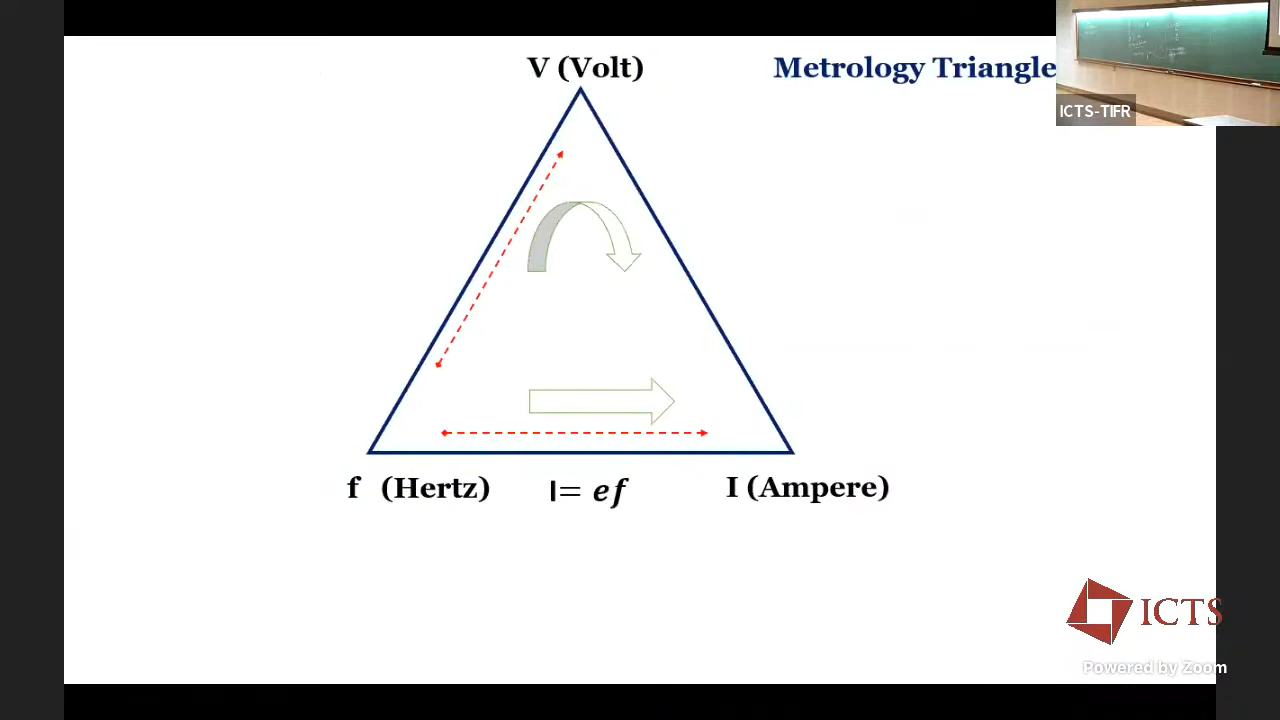 V (Volt)
Metrology Triangle
ICTS-TIFR
f (Hertz)
I= ef
I (Ampere)
ICTS
Powered by Zoom